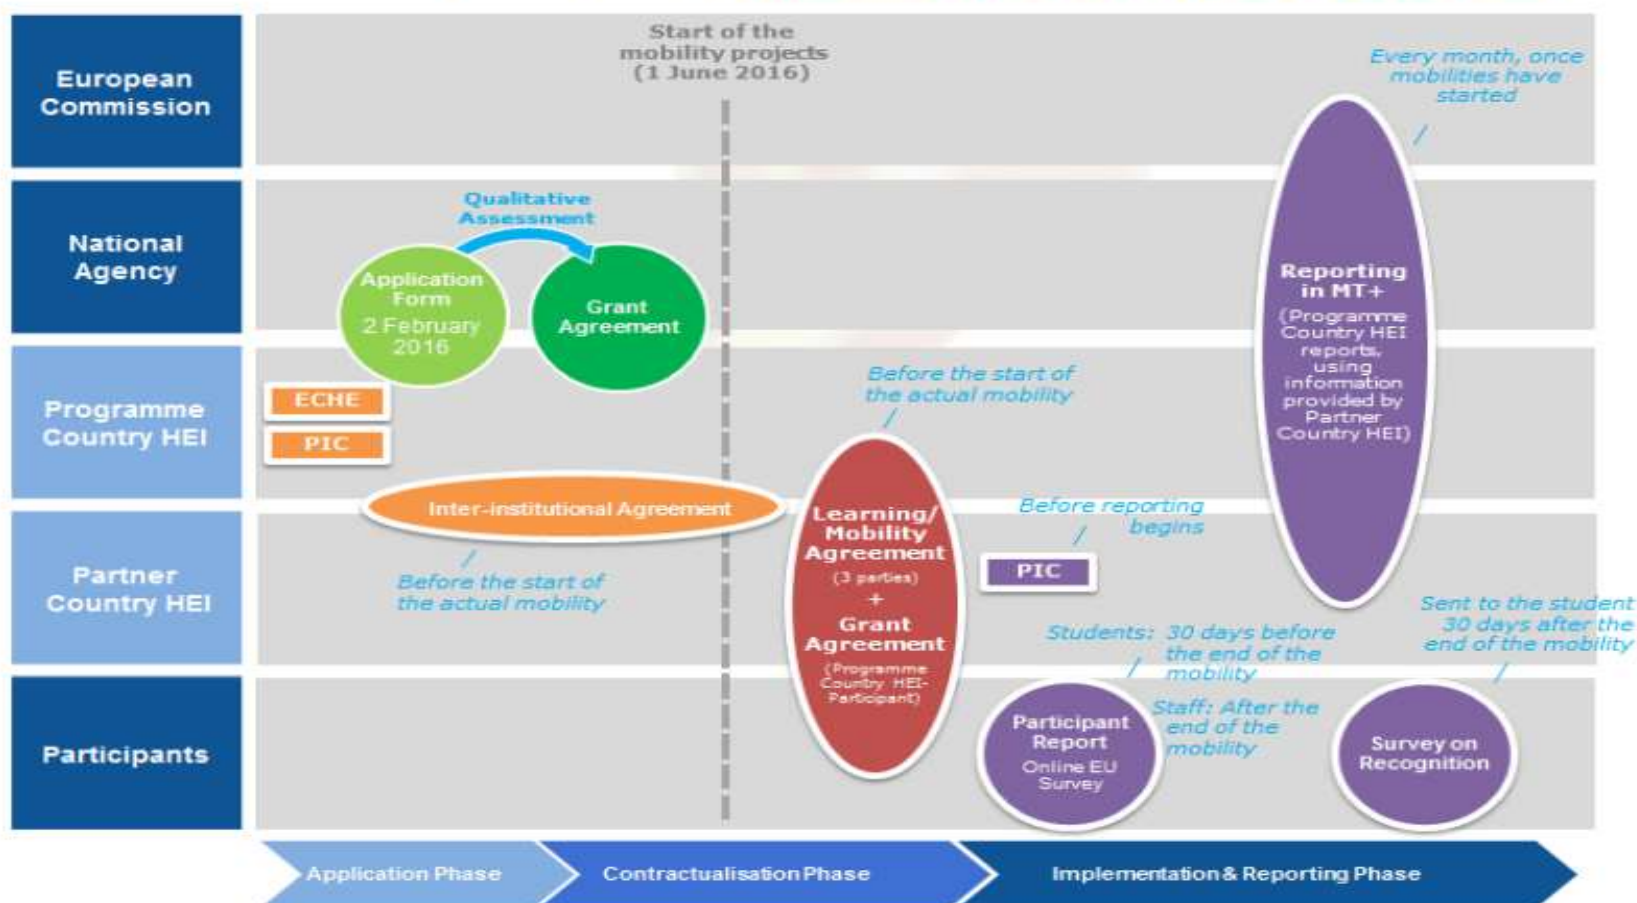 Start of the
mobility projects
(1 June 2016)
Every month, once
mobilities have
started
European
Commission
Qualitative
Assessment
National
Agency
Application
Form
2 February
2016
Grant
Agreement
Reporting
in MT+
(Programme
Country HEI
reports,
using
information
provided by
Partner
Country HEI)
Before the start of
the actual mobility
Programme
Country HEI
ECHE
PIC
Inter-institutional Agreement
Before the start of
the actual mobility
Learning/
Mobility
Agreement
(3 parties)
+
Grant
Agreement
(Programme
Country HEI-
Participant)
Before reporting
begins
PIC
Partner
Country HEI
Students: 30 days before
the end of the
mobility
Staff: After the
end of the
mobility
Sent to the student
30 days after the
end of the mobility
Participants
Participant
Report
Online EU
Survey
Survey on
Recognition
Application Phase
Contractualisation Phase
Implementation & Reporting Phase